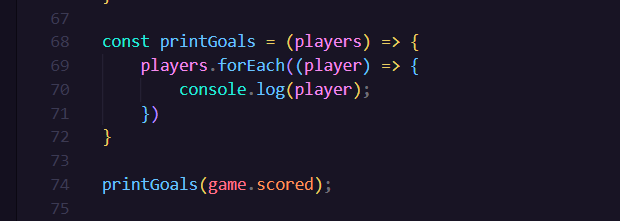 67 }
68 const printGoals = (players) => {
69 players.forEach((player) => {
70 console.log(player);
71 })
72 }
73
74 printGoals(game.scored);
75